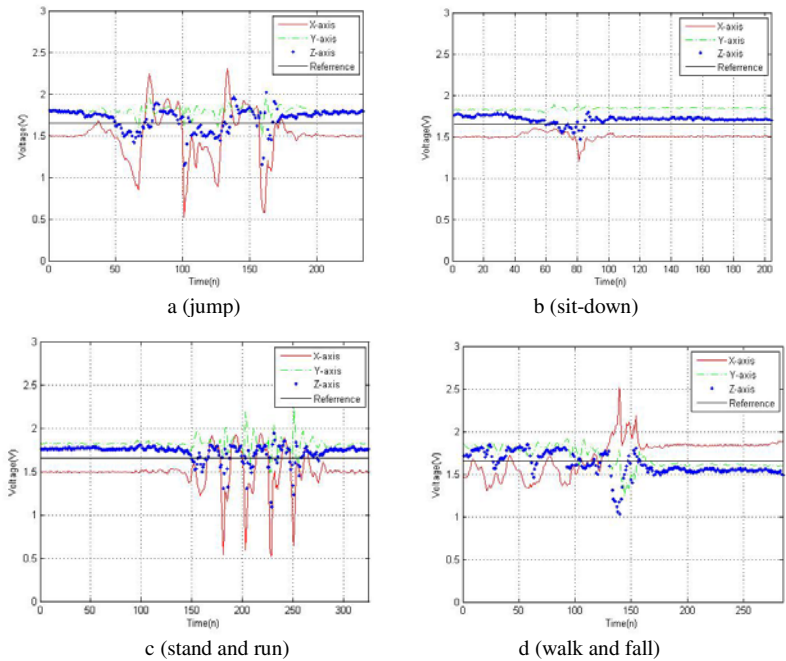 3
2.5
2
1.5
1
0.5
0
Voltage(V)
0 50 100 150 200
Time(n)
X-axis
Y-axis
Z-axis
Referrence
a (jump)
3
2.5
2
1.5
1
0.5
0
Voltage(V)
0 20 40 60 80 100 120 140 160 180 200
Time(n)
X-axis
Y-axis
Z-axis
Referrence
b (sit-down)
3
2.5
2
1.5
1
0.5
0
Voltage(V)
0 50 100 150 200 250 300
Time(n)
X-axis
Y-axis
Z-axis
Referrence
c (stand and run)
3
2.5
2
1.5
1
0.5
0
Voltage(V)
0 50 100 150 200 250
Time(n)
X-axis
Y-axis
Z-axis
Referrence
d (walk and fall)